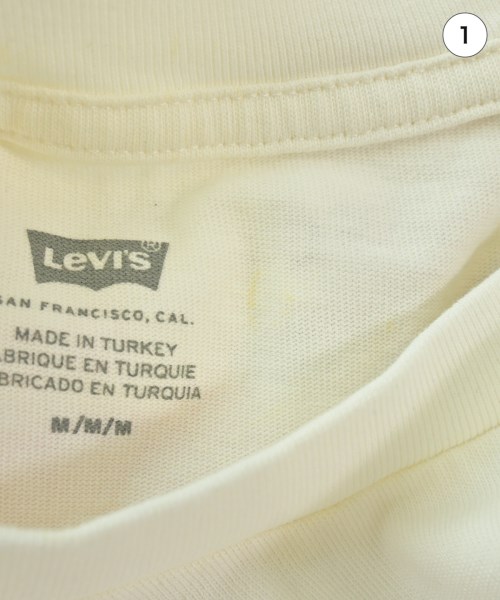 1
Levi's®
SAN FRANCISCO, CAL.
MADE IN TURKEY
ABRIQUE EN TURQUIE
ABRICADO EN TURQUIA
M/M/M